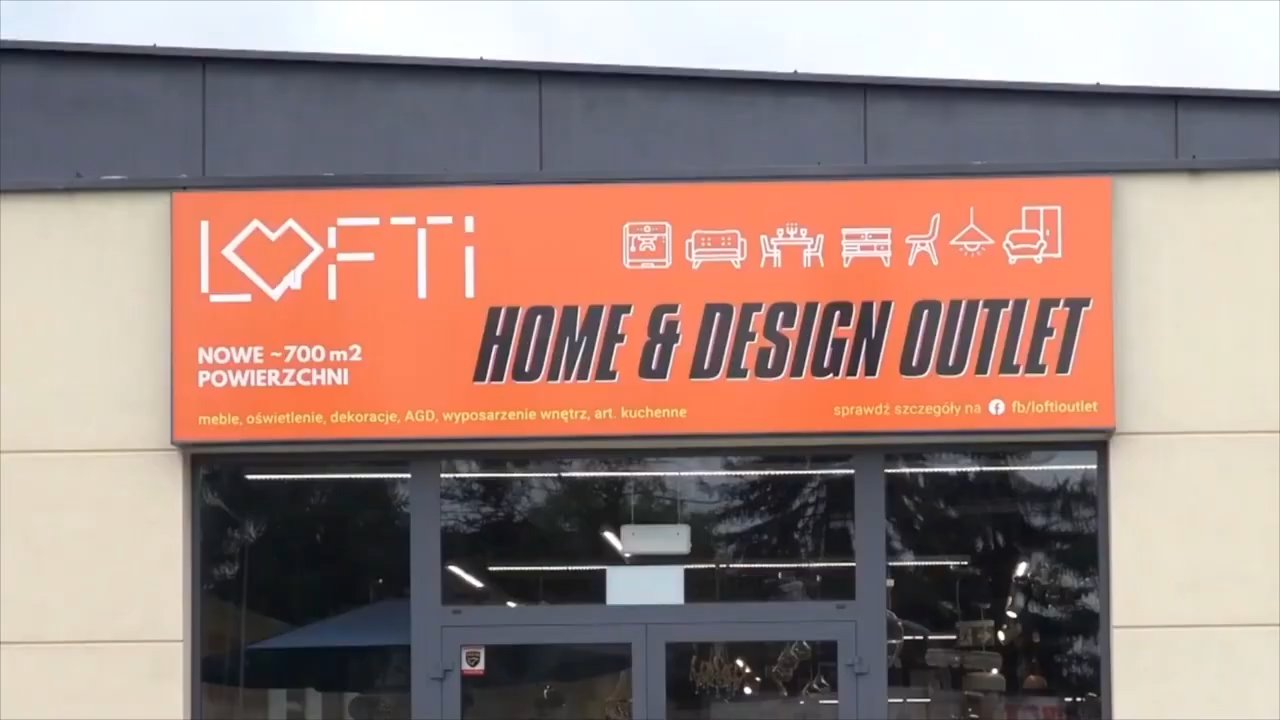 LOFTi
HOME & DESIGN OUTLET
NOWE ~700 m2
POWIERZCHNI
meble, oświetlenie, dekoracje, AGD, wyposarzenie wnętrz, art. kuchenne
sprawdź szczegóły na fb/loftioutlet